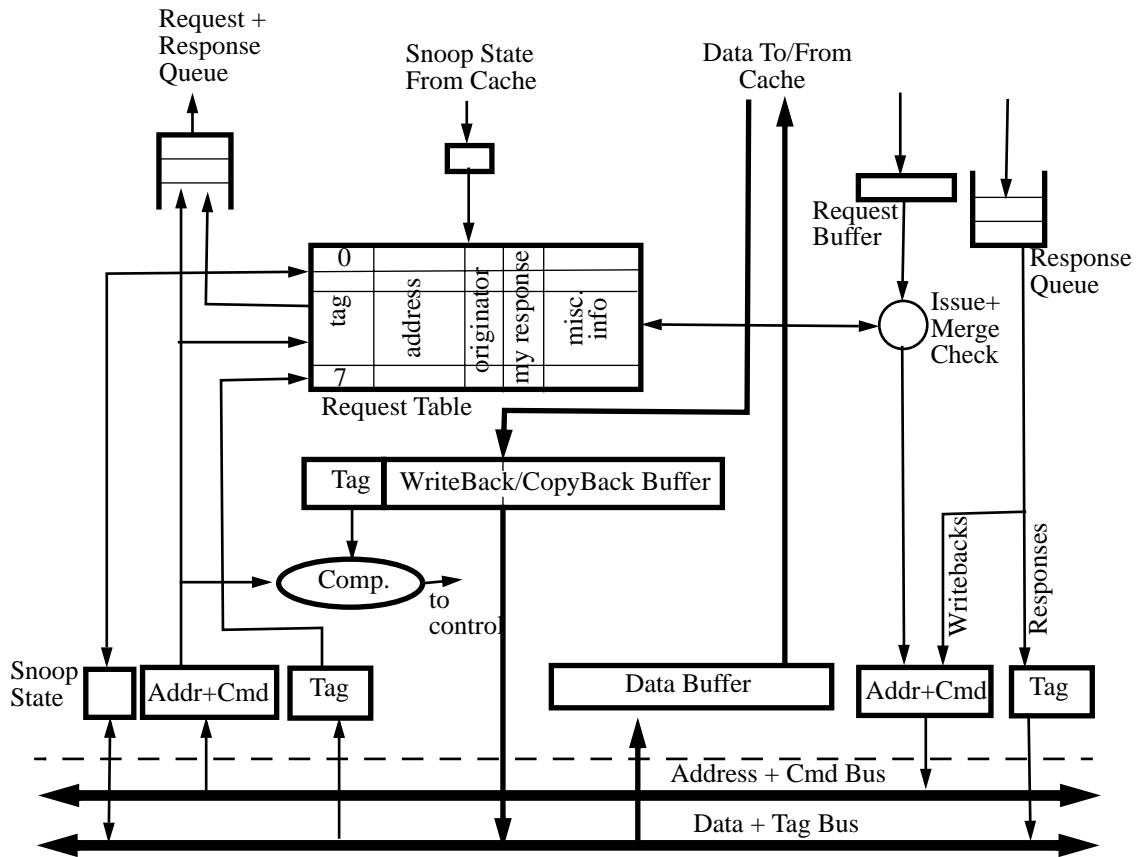 Request +
Response
Queue
Snoop State
From Cache
Data To/From
Cache
Request
Buffer
Response
Queue
Issue+
Merge
Check
0
tag
7
address
originator
my response
misc.
info
Request Table
Tag
WriteBack/CopyBack Buffer
Comp.
to
control
Writebacks
Responses
Snoop
State
Addr+Cmd
Tag
Data Buffer
Addr+Cmd
Tag
Address + Cmd Bus
Data + Tag Bus